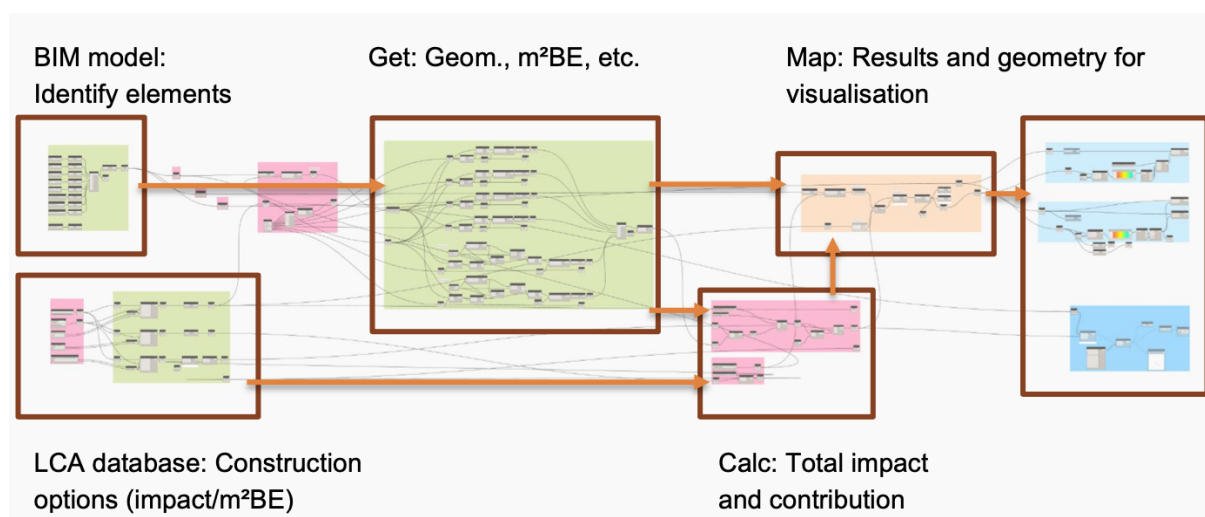 BIM model:
Identify elements
Get: Geom., m²BE, etc.
Map: Results and geometry for
visualisation
LCA database: Construction
options (impact/m²BE)
Calc: Total impact
and contribution